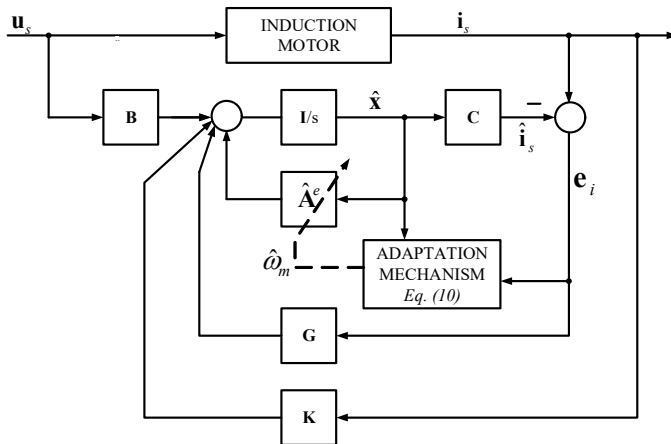 u_s
INDUCTION
MOTOR
i_s
B
I/s
x̂
C
−
î_s
e_i
Â^e
ω̂_m
ADAPTATION
MECHANISM
Eq. (10)
G
K